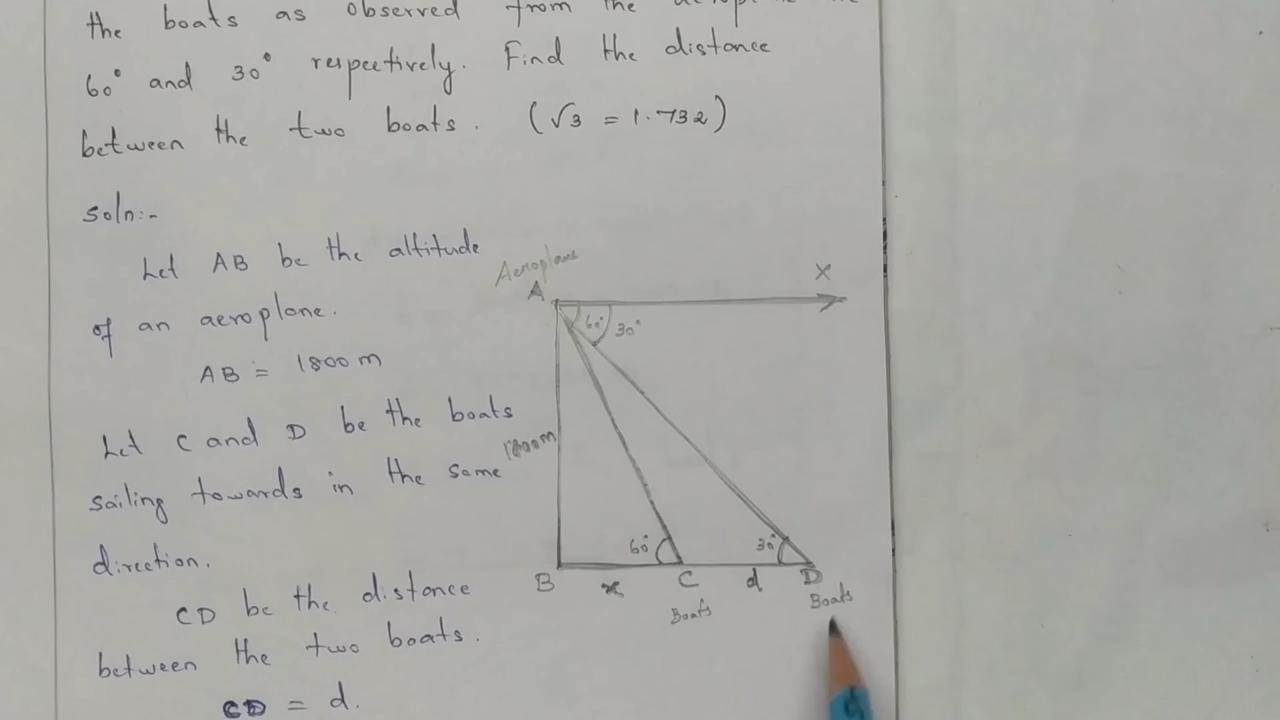 the boats as observed from the
60° and 30° respectively. Find the distance
between the two boats. (√3 = 1.732)
Soln:-
Let AB be the altitude
of an aeroplane.
AB = 1800 m
Let C and D be the boats
sailing towards in the same
direction.
CD be the distance
between the two boats.
CD = d.
Aeroplane
A
X
60° 30°
1800m
60° 30°
B x C d D
Boats Boats